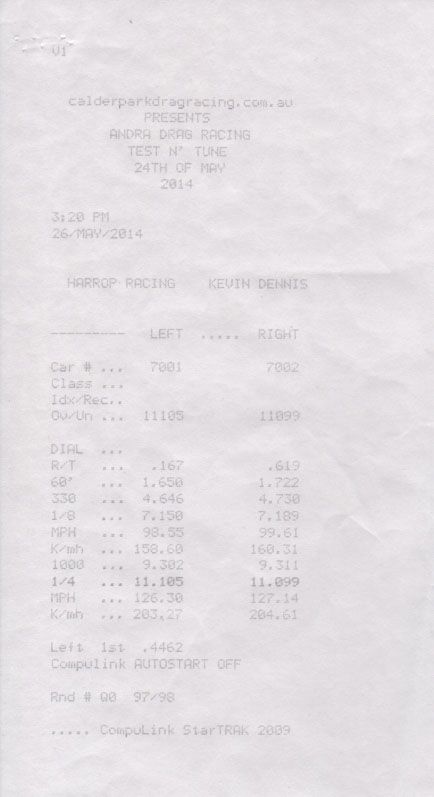 V1
calderparkdragracing.com.au
PRESENTS
ANDRA DRAG RACING
TEST N' TUNE
24TH OF MAY
2014
3:20 PM
26/MAY/2014
HARROP RACING KEVIN DENNIS
--------- LEFT ..... RIGHT
Car # ... 7001 7002
Class ...
Idx/Rec..
Ov/Un ... 11105 11099
DIAL ...
R/T ... .167 .619
60' ... 1.650 1.722
330 ... 4.646 4.730
1/8 ... 7.150 7.189
MPH ... 98.55 99.61
K/mh ... 158.60 160.31
1000 ... 9.302 9.311
1/4 ... 11.105 11.099
MPH ... 126.30 127.14
K/mh ... 203.27 204.61
Left 1st .4462
Compulink AUTOSTART OFF
Rnd # Q0 97/98
..... CompuLink StarTRAK 2009